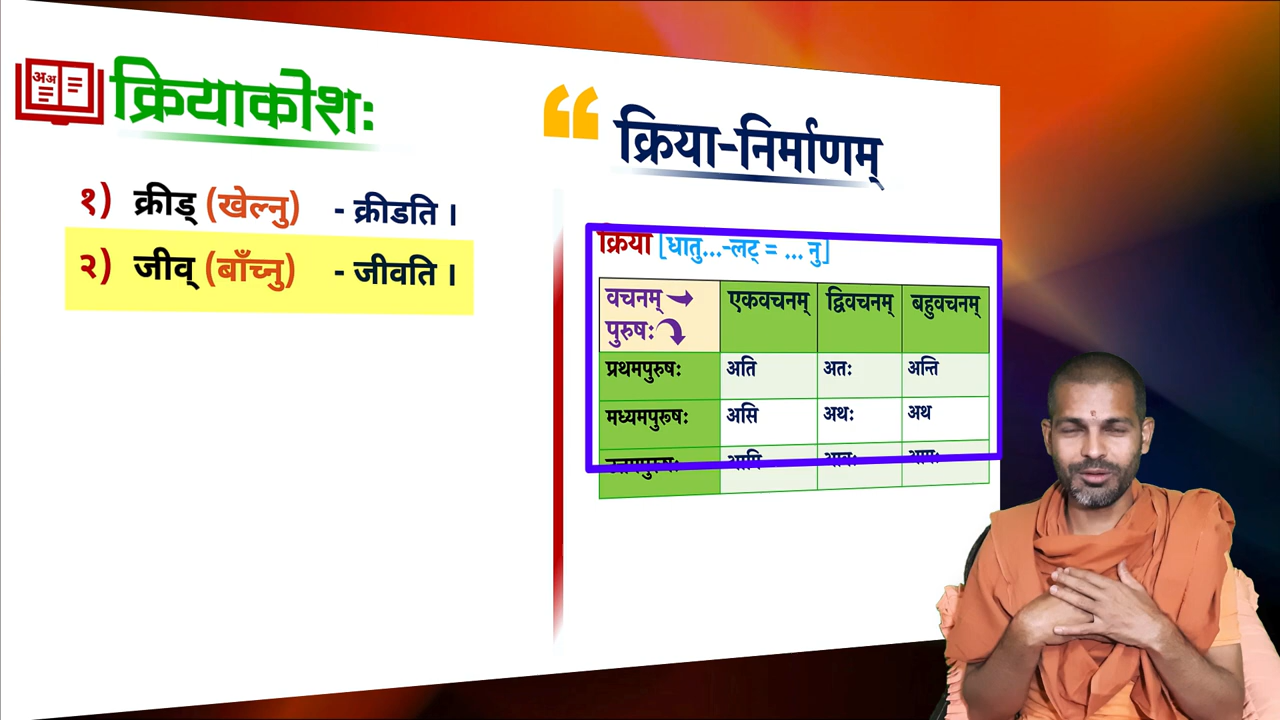 अ अ
क्रियाकोशः
१) क्रीड् (खेल्नु) - क्रीडति ।
२) जीव् (बाँच्नु) - जीवति ।
“ क्रिया-निर्माणम्
क्रिया [धातु...-लट् = ... नु]
वचनम् → एकवचनम् द्विवचनम् बहुवचनम्
पुरुषः
प्रथमपुरुषः अति अतः अन्ति
मध्यमपुरूषः असि अथः अथ